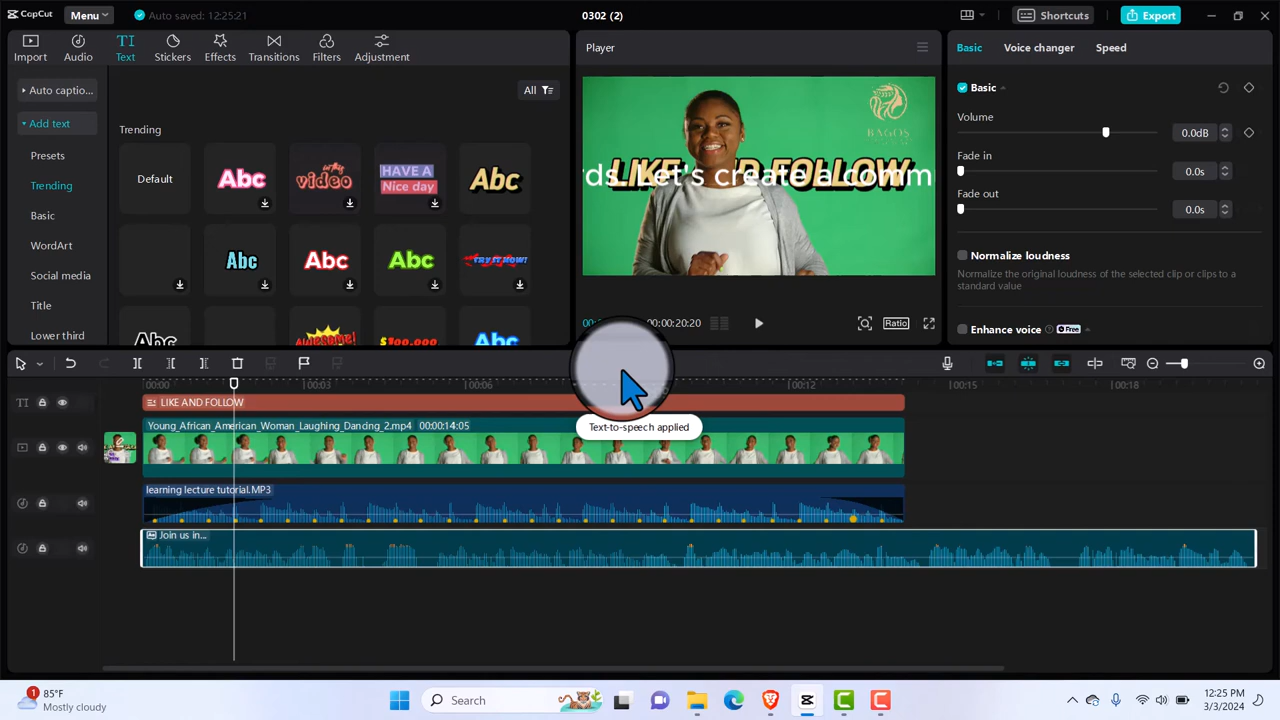 CapCut
Menu
Auto saved: 12:25:21
0302 (2)
Shortcuts
Export
Import
Audio
Text
Stickers
Effects
Transitions
Filters
Adjustment
Player
Basic
Voice changer
Speed
Auto captio...
Add text
All
Basic
Volume
0.0dB
Presets
Trending
Trending
Default
Abc
video
HAVE A
Nice day
Abc
BAGOS
LIKE AND FOLLOW
rds. Let's create a comm
Fade in
0.0s
Fade out
0.0s
Basic
WordArt
Abc
Abc
Abc
TRY IT NOW!
Normalize loudness
Normalize the original loudness of the selected clip or clips to a
standard value
Social media
Title
Lower third
Abc
AWESOME!
$100,000
Abc
00:00:20:20
Ratio
Enhance voice
Free
00:00
00:03
00:06
00:12
00:15
00:18
TI
LIKE AND FOLLOW
Young_African_American_Woman_Laughing_Dancing_2.mp4 00:00:14:05
Text-to-speech applied
learning lecture tutorial.MP3
Join us in...
1
85°F
Mostly cloudy
Search
12:25 PM
3/3/2024